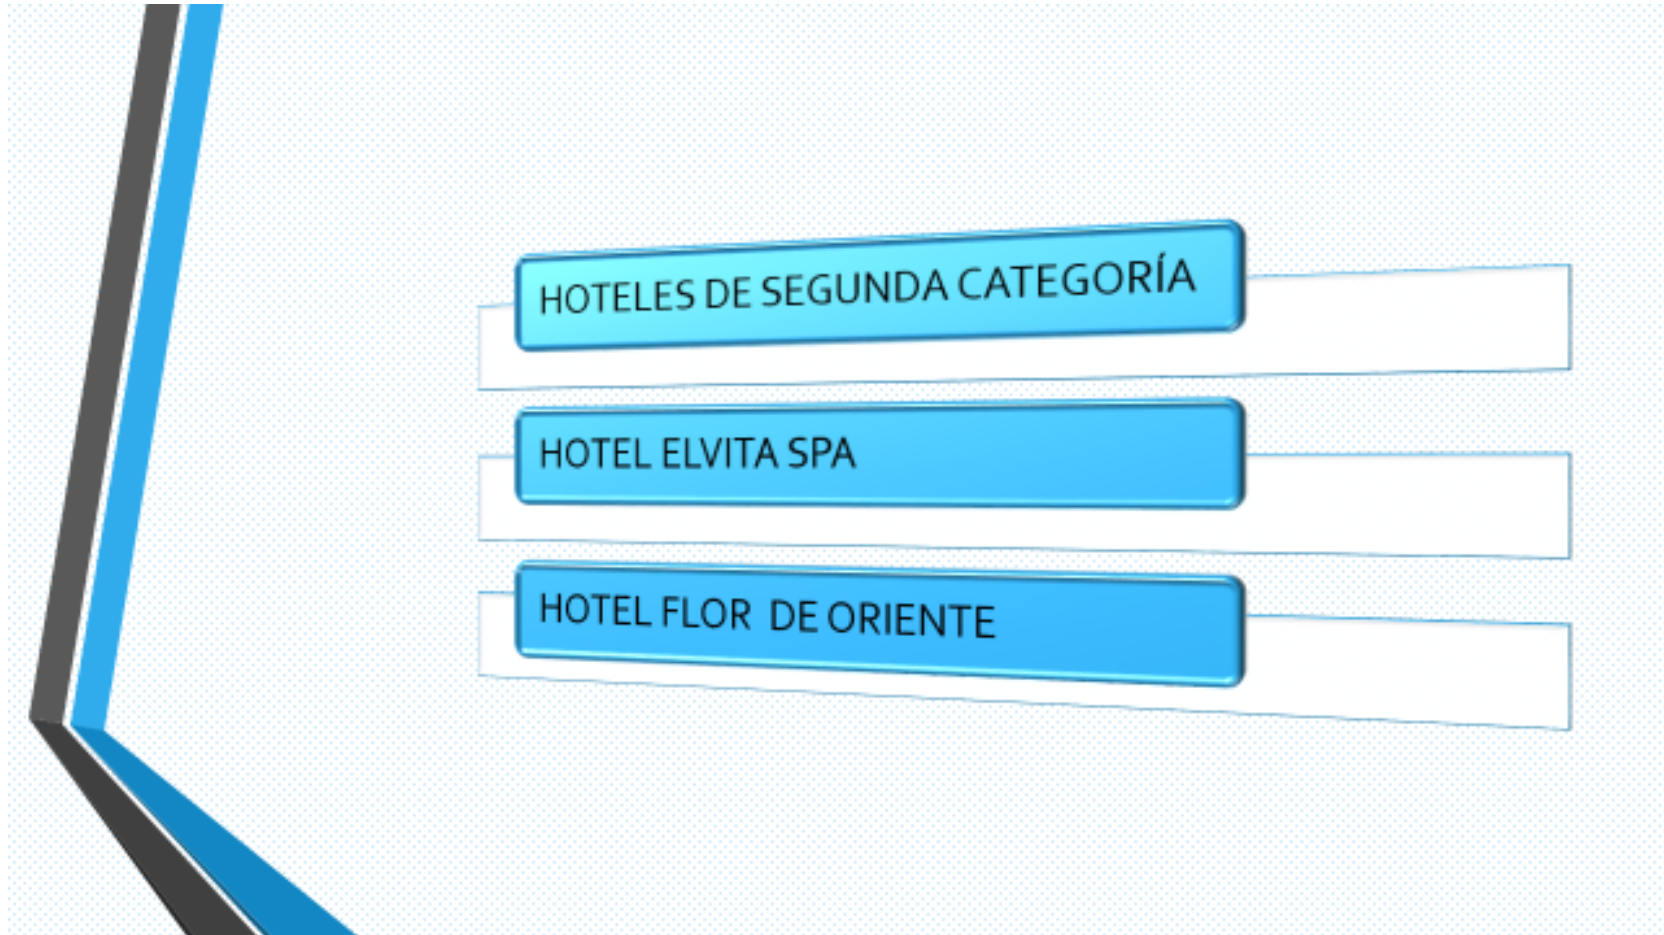 HOTELES DE SEGUNDA CATEGORÍA
HOTEL ELVITA SPA
HOTEL FLOR DE ORIENTE